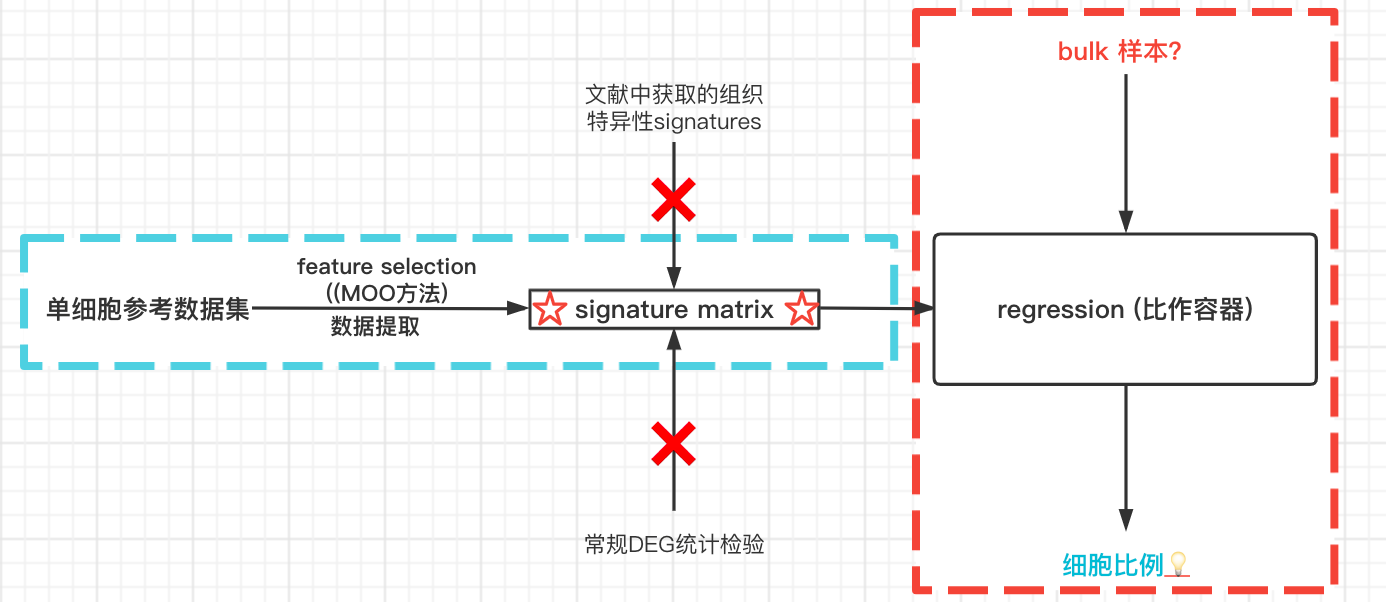 bulk 样本?
文献中获取的组织
特异性signatures
feature selection
((MOO方法)
单细胞参考数据集
数据提取
signature matrix
regression (比作容器)
常规DEG统计检验
细胞比例